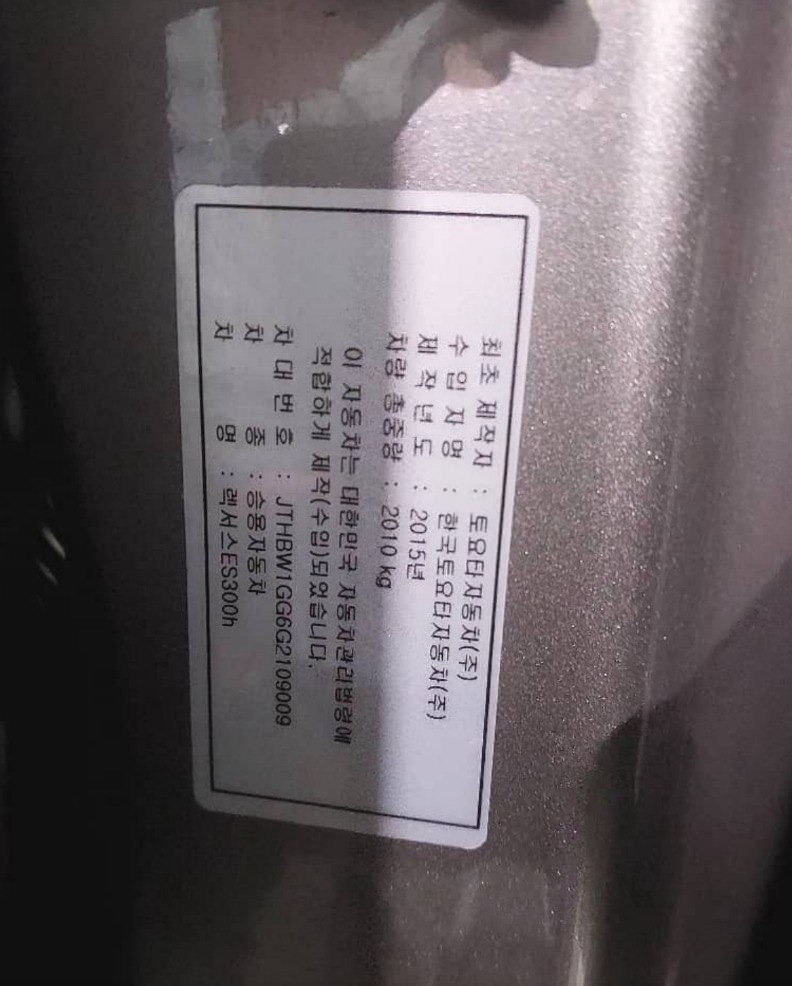 최초 제작자 : 토요타자동차(주)
수 입 자 명 : 한국토요타자동차(주)
제 작 년 도 : 2015년
차량 총중량 : 2010 kg
이 자동차는 대한민국 자동차관리법령에
적합하게 제작(수입)되었습니다.
차 대 번 호 : JTHBW1GG6G2109009
차 종 : 승용자동차
차 명 : 렉서스ES300h